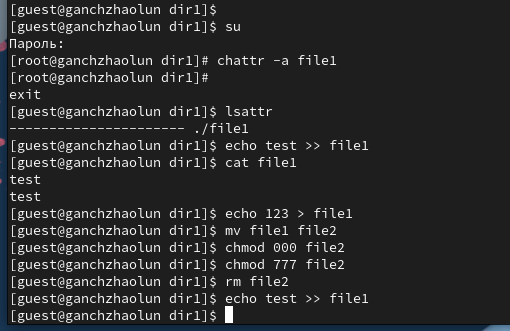 [guest@ganchzhaolun dir1]$
[guest@ganchzhaolun dir1]$ su
Пароль:
[root@ganchzhaolun dir1]# chattr -a file1
[root@ganchzhaolun dir1]#
exit
[guest@ganchzhaolun dir1]$ lsattr
---------------------- ./file1
[guest@ganchzhaolun dir1]$ echo test >> file1
[guest@ganchzhaolun dir1]$ cat file1
test
test
[guest@ganchzhaolun dir1]$ echo 123 > file1
[guest@ganchzhaolun dir1]$ mv file1 file2
[guest@ganchzhaolun dir1]$ chmod 000 file2
[guest@ganchzhaolun dir1]$ chmod 777 file2
[guest@ganchzhaolun dir1]$ rm file2
[guest@ganchzhaolun dir1]$ echo test >> file1
[guest@ganchzhaolun dir1]$